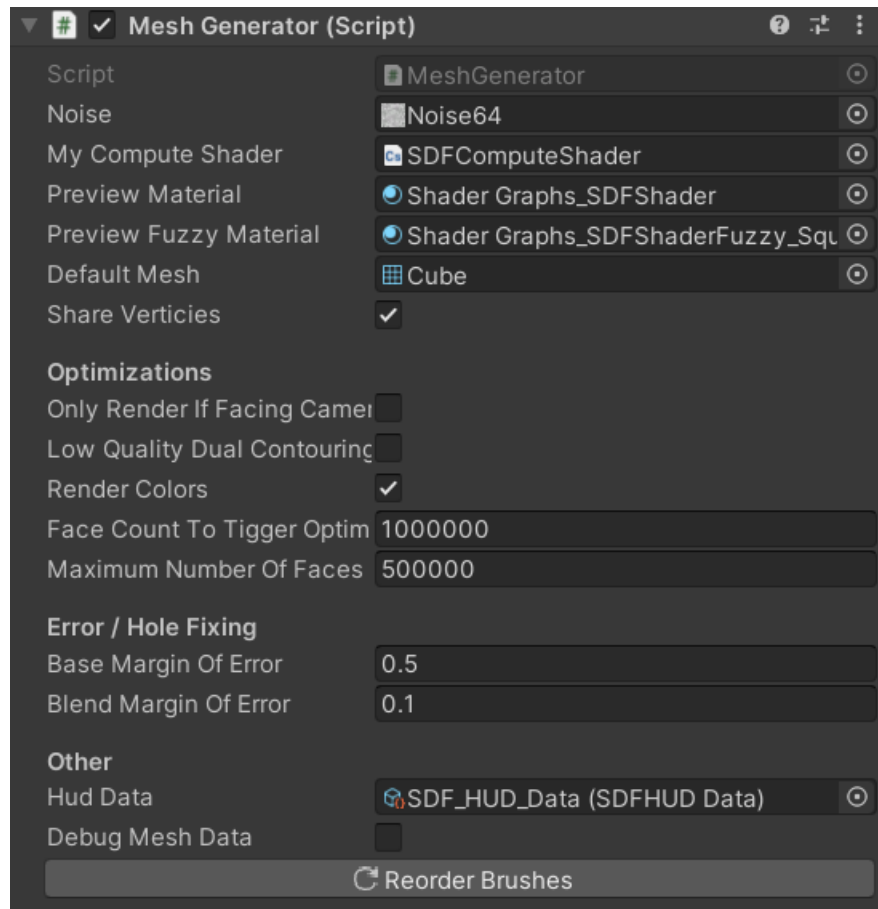 Mesh Generator (Script)
Script MeshGenerator
Noise Noise64
My Compute Shader SDFComputeShader
Preview Material Shader Graphs_SDFShader
Preview Fuzzy Material Shader Graphs_SDFShaderFuzzy_Squ
Default Mesh Cube
Share Verticies
Optimizations
Only Render If Facing Camer
Low Quality Dual Contouring
Render Colors
Face Count To Tigger Optim 1000000
Maximum Number Of Faces 500000
Error / Hole Fixing
Base Margin Of Error 0.5
Blend Margin Of Error 0.1
Other
Hud Data SDF_HUD_Data (SDFHUD Data)
Debug Mesh Data
Reorder Brushes